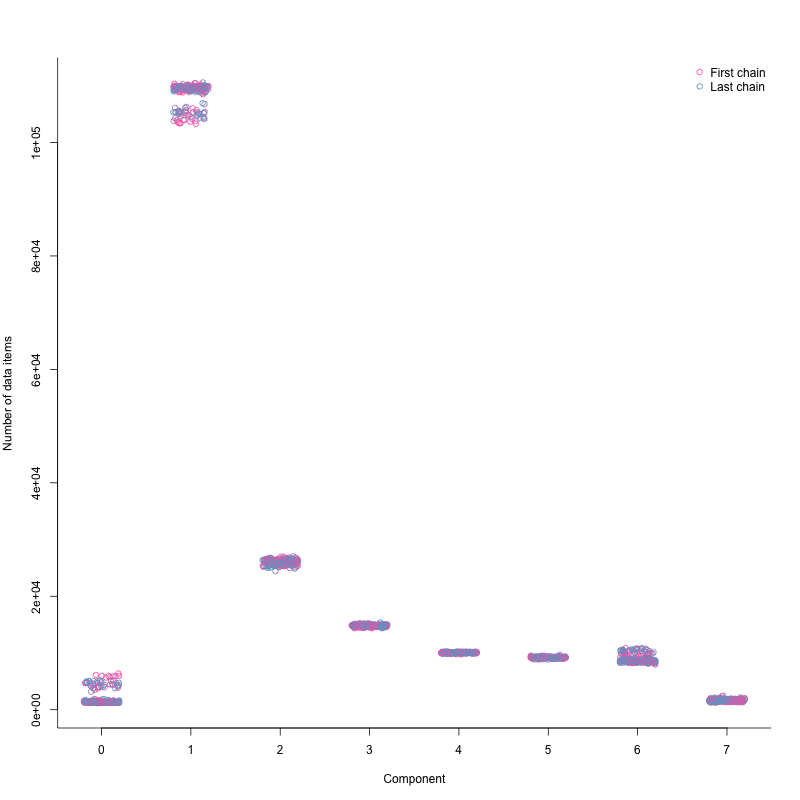 First chain
Last chain
Number of data items
1e+05
8e+04
6e+04
4e+04
2e+04
0e+00
0 1 2 3 4 5 6 7
Component